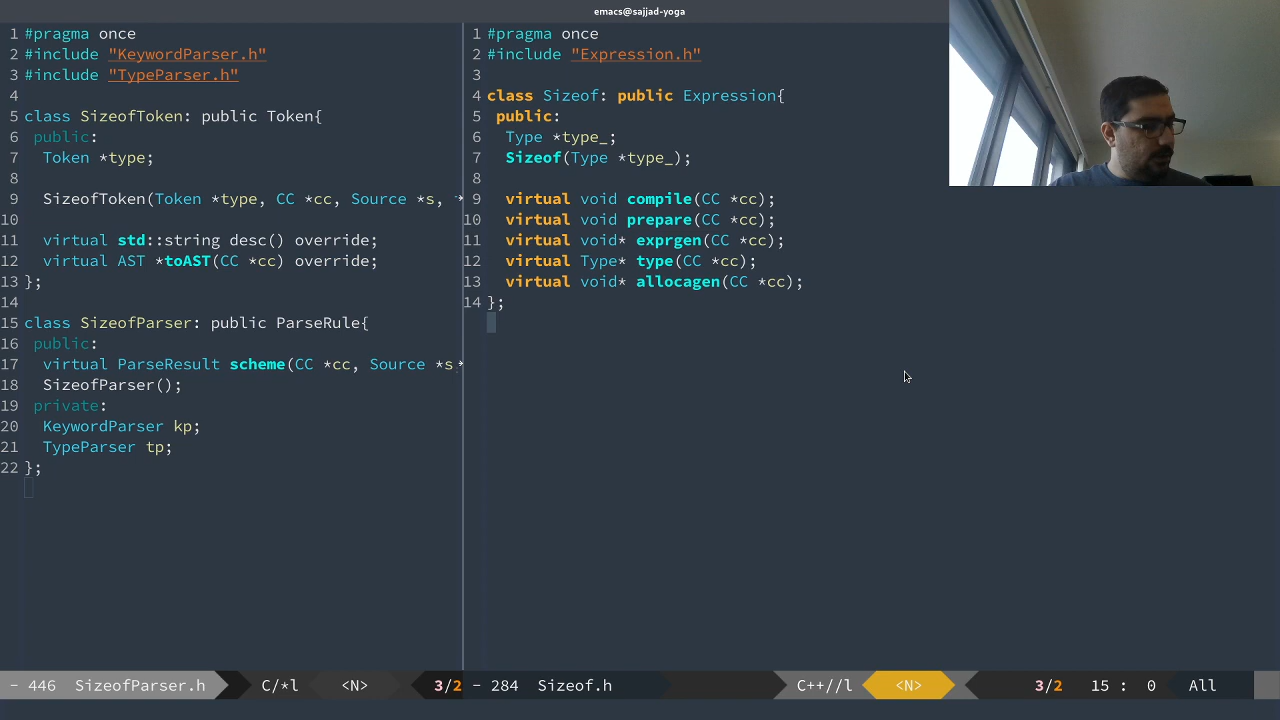 emacs@sajjad-yoga
1 #pragma once
2 #include "KeywordParser.h"
3 #include "TypeParser.h"
4
5 class SizeofToken: public Token{
6 public:
7 Token *type;
8
9 SizeofToken(Token *type, CC *cc, Source *s,
10
11 virtual std::string desc() override;
12 virtual AST *toAST(CC *cc) override;
13 };
14
15 class SizeofParser: public ParseRule{
16 public:
17 virtual ParseResult scheme(CC *cc, Source *s
18 SizeofParser();
19 private:
20 KeywordParser kp;
21 TypeParser tp;
22 };
- 446 SizeofParser.h C/*l <N> 3/2
1 #pragma once
2 #include "Expression.h"
3
4 class Sizeof: public Expression{
5 public:
6 Type *type_;
7 Sizeof(Type *type_);
8
9 virtual void compile(CC *cc);
10 virtual void prepare(CC *cc);
11 virtual void* exprgen(CC *cc);
12 virtual Type* type(CC *cc);
13 virtual void* allocagen(CC *cc);
14 };
- 284 Sizeof.h C++//l <N> 3/2 15 : 0 All